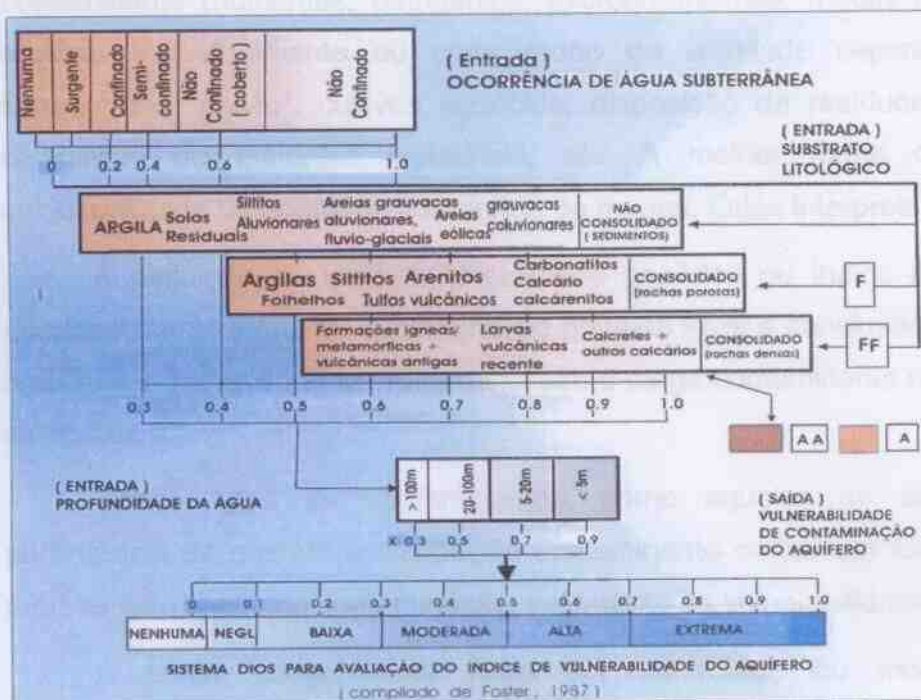 ( Entrada )
OCORRÊNCIA DE ÁGUA SUBTERRÂNEA
Nenhuma
Surgente
Confinado
Semi-
confinado
Não
Confinado
( coberto )
Não
Confinado
0 0.2 0.4 0.6 1.0
( ENTRADA )
SUBSTRATO
LITOLÓGICO
ARGILA
Solos
Residuais
Siltitos
Aluvionares
Areias grauvacas
aluvionares,
fluvio-glaciais
Areias
eólicas
grauvacas
coluvionares
NÃO
CONSOLIDADO
( SEDIMENTOS )
Argilas Siltitos Arenitos
Folhelhos Tulfos vulcânicos
Carbonatitos
Calcário
calcárenitos
CONSOLIDADO
(rochas porosas)
F
Formações ígneas/
metamórficas +
vulcânicas antigas
Larvas
vulcânicas
recente
Calcretes +
outros calcários
CONSOLIDADO
(rochas densas)
FF
0.3 0.4 0.5 0.6 0.7 0.8 0.9 1.0
A A
A
( ENTRADA )
PROFUNDIDADE DA AGUA
> 100m
20-100m
5-20m
< 5m
0.5 0.7 0.9
( SAÍDA )
VULNERABILIDADE
DE CONTAMINAÇÃO
DO AQUÍFERO
0 0.1 0.2 0.3 0.4 0.5 0.6 0.7 0.8 0.9 1.0
NENHUMA NEGL BAIXA MODERADA ALTA EXTREMA
SISTEMA DIOS PARA AVALIAÇÃO DO INDICE DE VULNERABILIDADE DO AQUÍFERO
( compilado de Foster, 1987 )